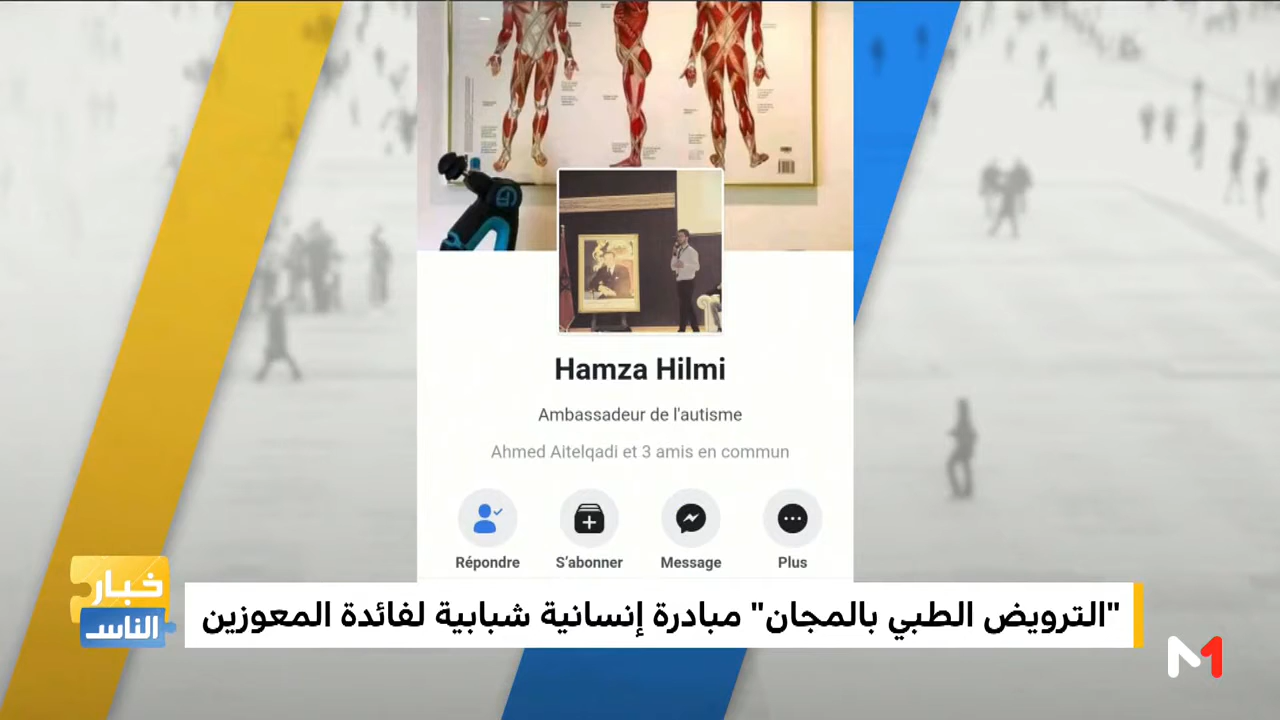 Hamza Hilmi
Ambassadeur de l'autisme
Ahmed Aitelqadi et 3 amis en commun
Répondre S'abonner Message Plus
خبار
الناس
"الترويض الطبي بالمجان" مبادرة إنسانية شبابية لفائدة المعوزين
M1